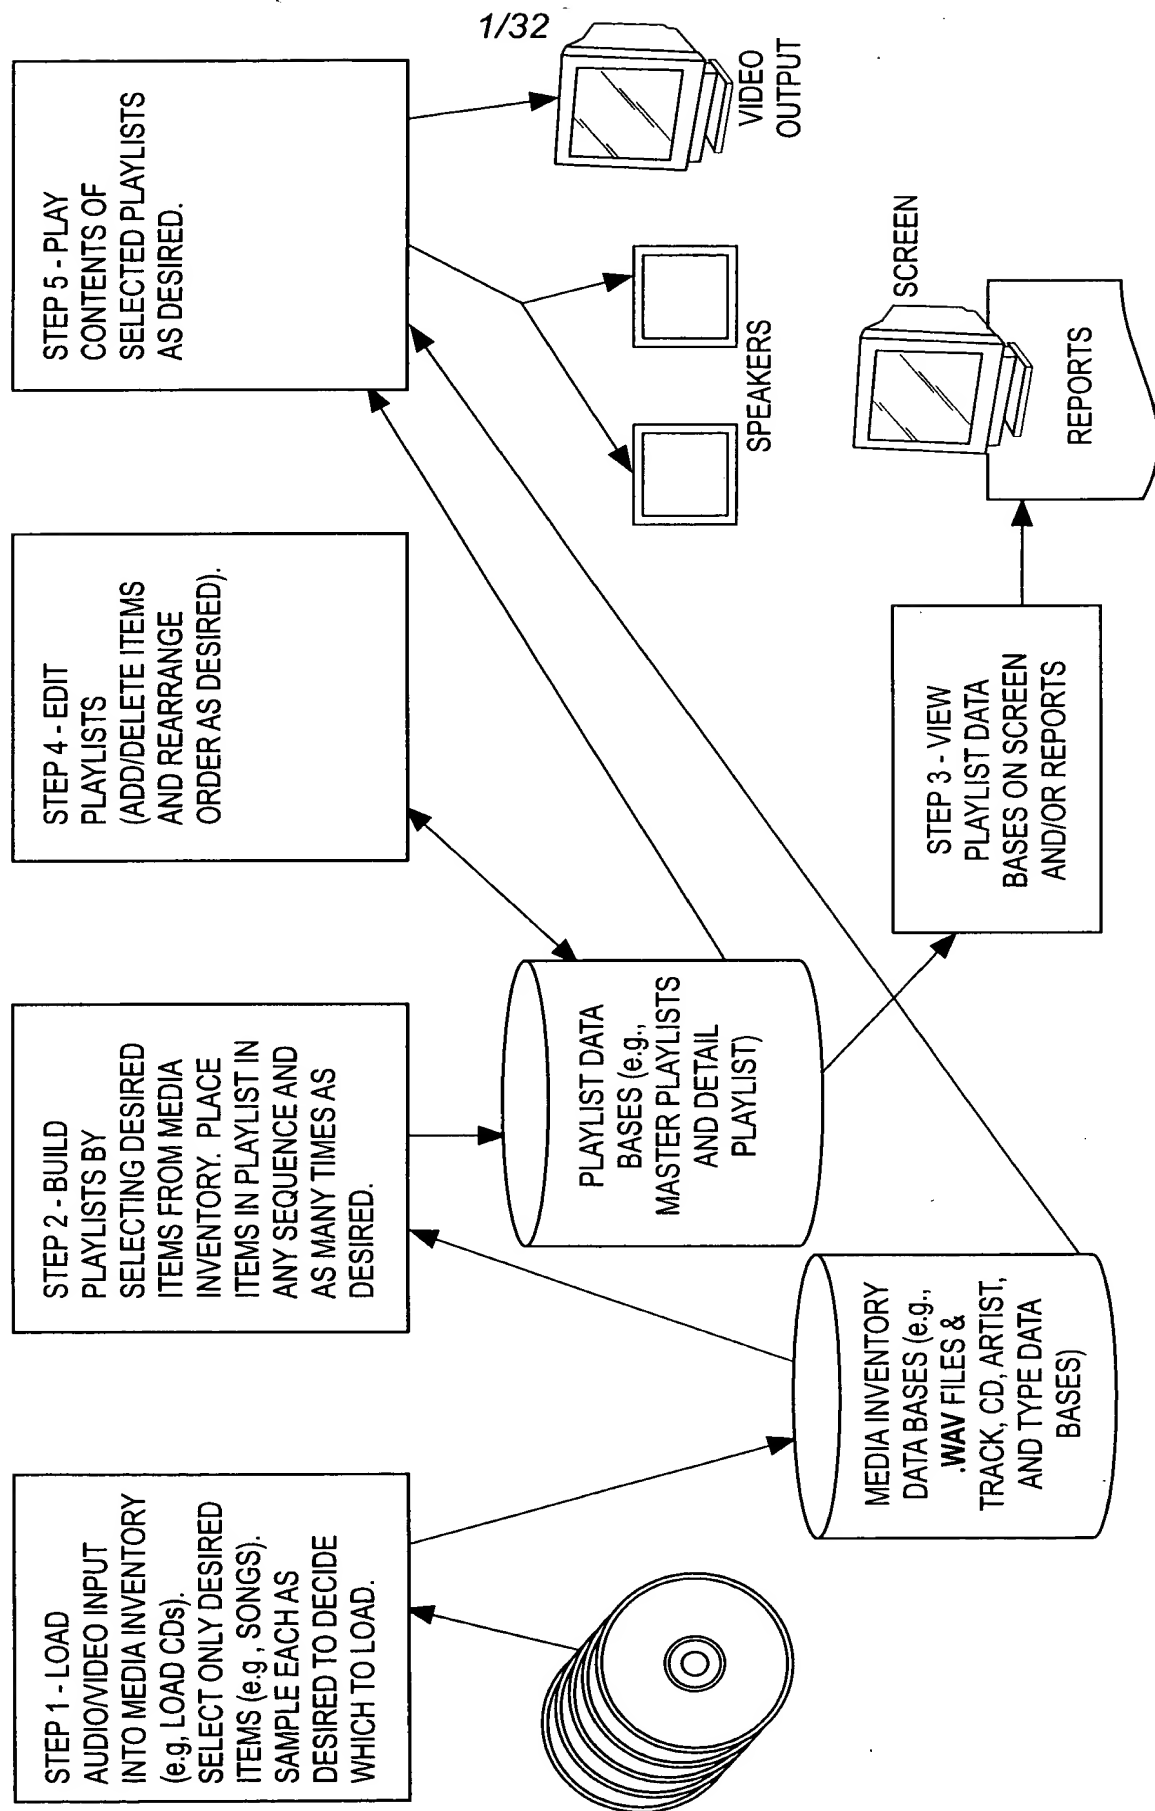 1/32
STEP 1 - LOAD
AUDIO/VIDEO INPUT
INTO MEDIA INVENTORY
(e.g, LOAD CDs).
SELECT ONLY DESIRED
ITEMS (e.g , SONGS).
SAMPLE EACH AS
DESIRED TO DECIDE
WHICH TO LOAD.
STEP 2 - BUILD
PLAYLISTS BY
SELECTING DESIRED
ITEMS FROM MEDIA
INVENTORY. PLACE
ITEMS IN PLAYLIST IN
ANY SEQUENCE AND
AS MANY TIMES AS
DESIRED.
STEP 4 - EDIT
PLAYLISTS
(ADD/DELETE ITEMS
AND REARRANGE
ORDER AS DESIRED).
STEP 5 - PLAY
CONTENTS OF
SELECTED PLAYLISTS
AS DESIRED.
PLAYLIST DATA
BASES (e.g.,
MASTER PLAYLISTS
AND DETAIL
PLAYLIST)
SPEAKERS
VIDEO
OUTPUT
MEDIA INVENTORY
DATA BASES (e.g.,
.WAV FILES &
TRACK, CD, ARTIST,
AND TYPE DATA
BASES)
STEP 3 - VIEW
PLAYLIST DATA
BASES ON SCREEN
AND/OR REPORTS
SCREEN
REPORTS